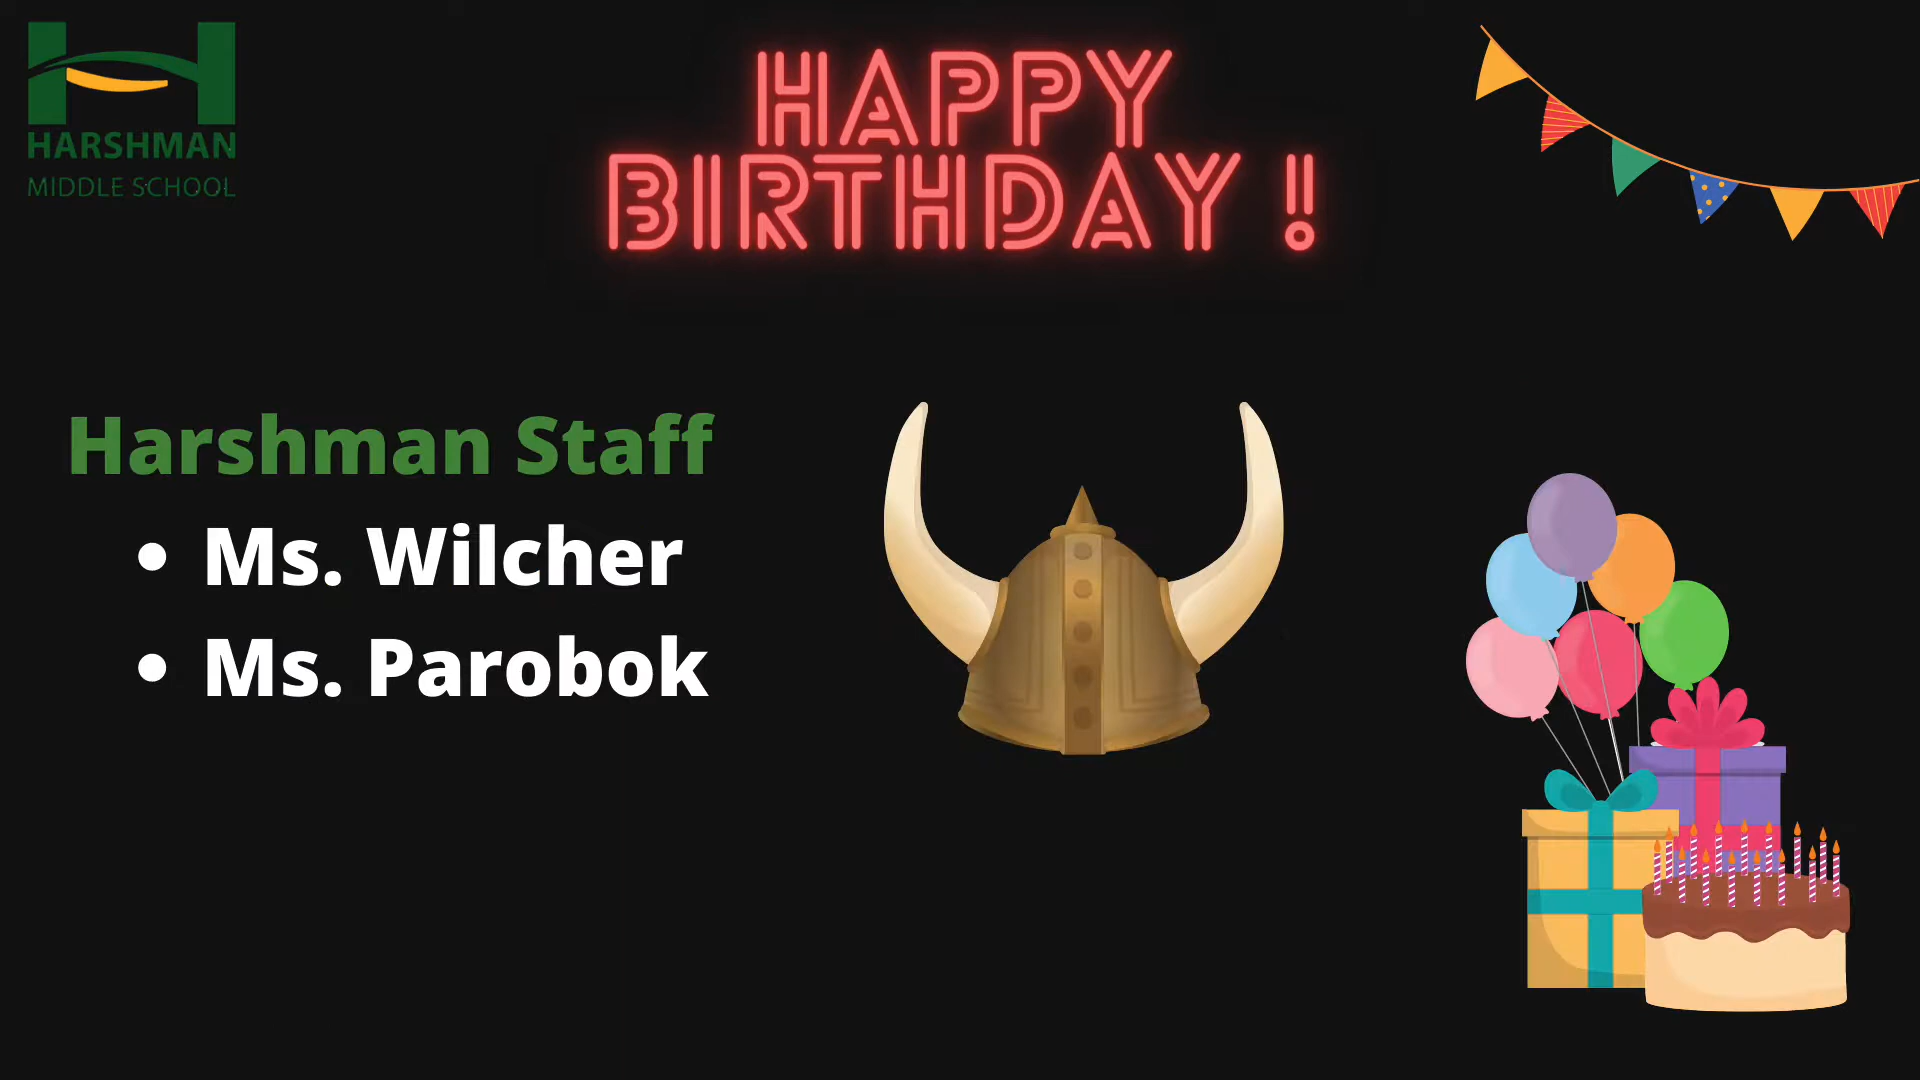 HARSHMAN
MIDDLE SCHOOL
HAPPY
BIRTHDAY !
Harshman Staff
• Ms. Wilcher
• Ms. Parobok